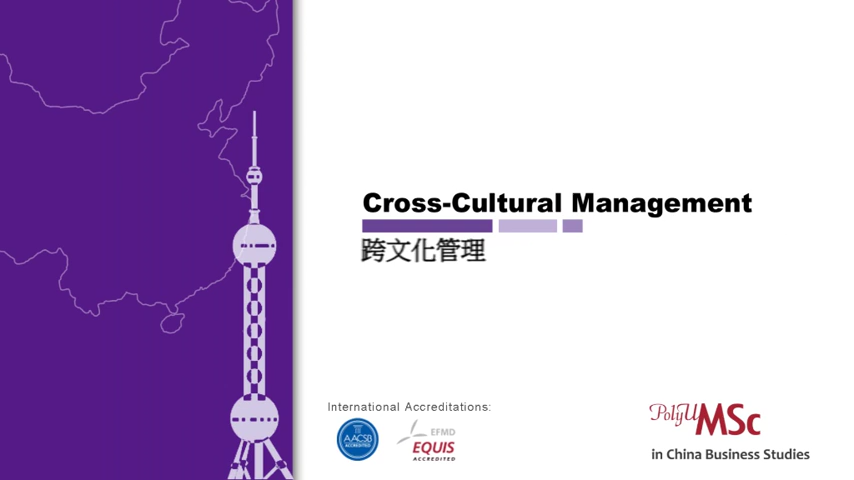 Cross-Cultural Management
跨文化管理
International Accreditations:
AACSB
ACCREDITED
EFMD
EQUIS
ACCREDITED
PolyU MSc
in China Business Studies